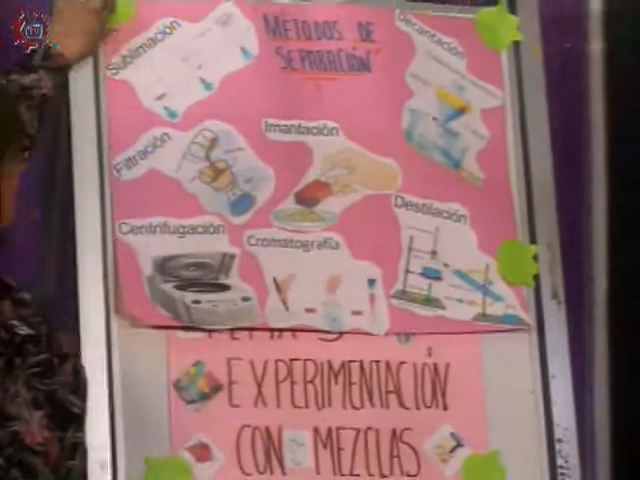 METODOS DE
SEPARACIÓN
Sublimación
Decantación
Filtración
Imantación
Destilación
Centrifugación
Cromatografía
EXPERIMENTACIÓN
CON MEZCLAS